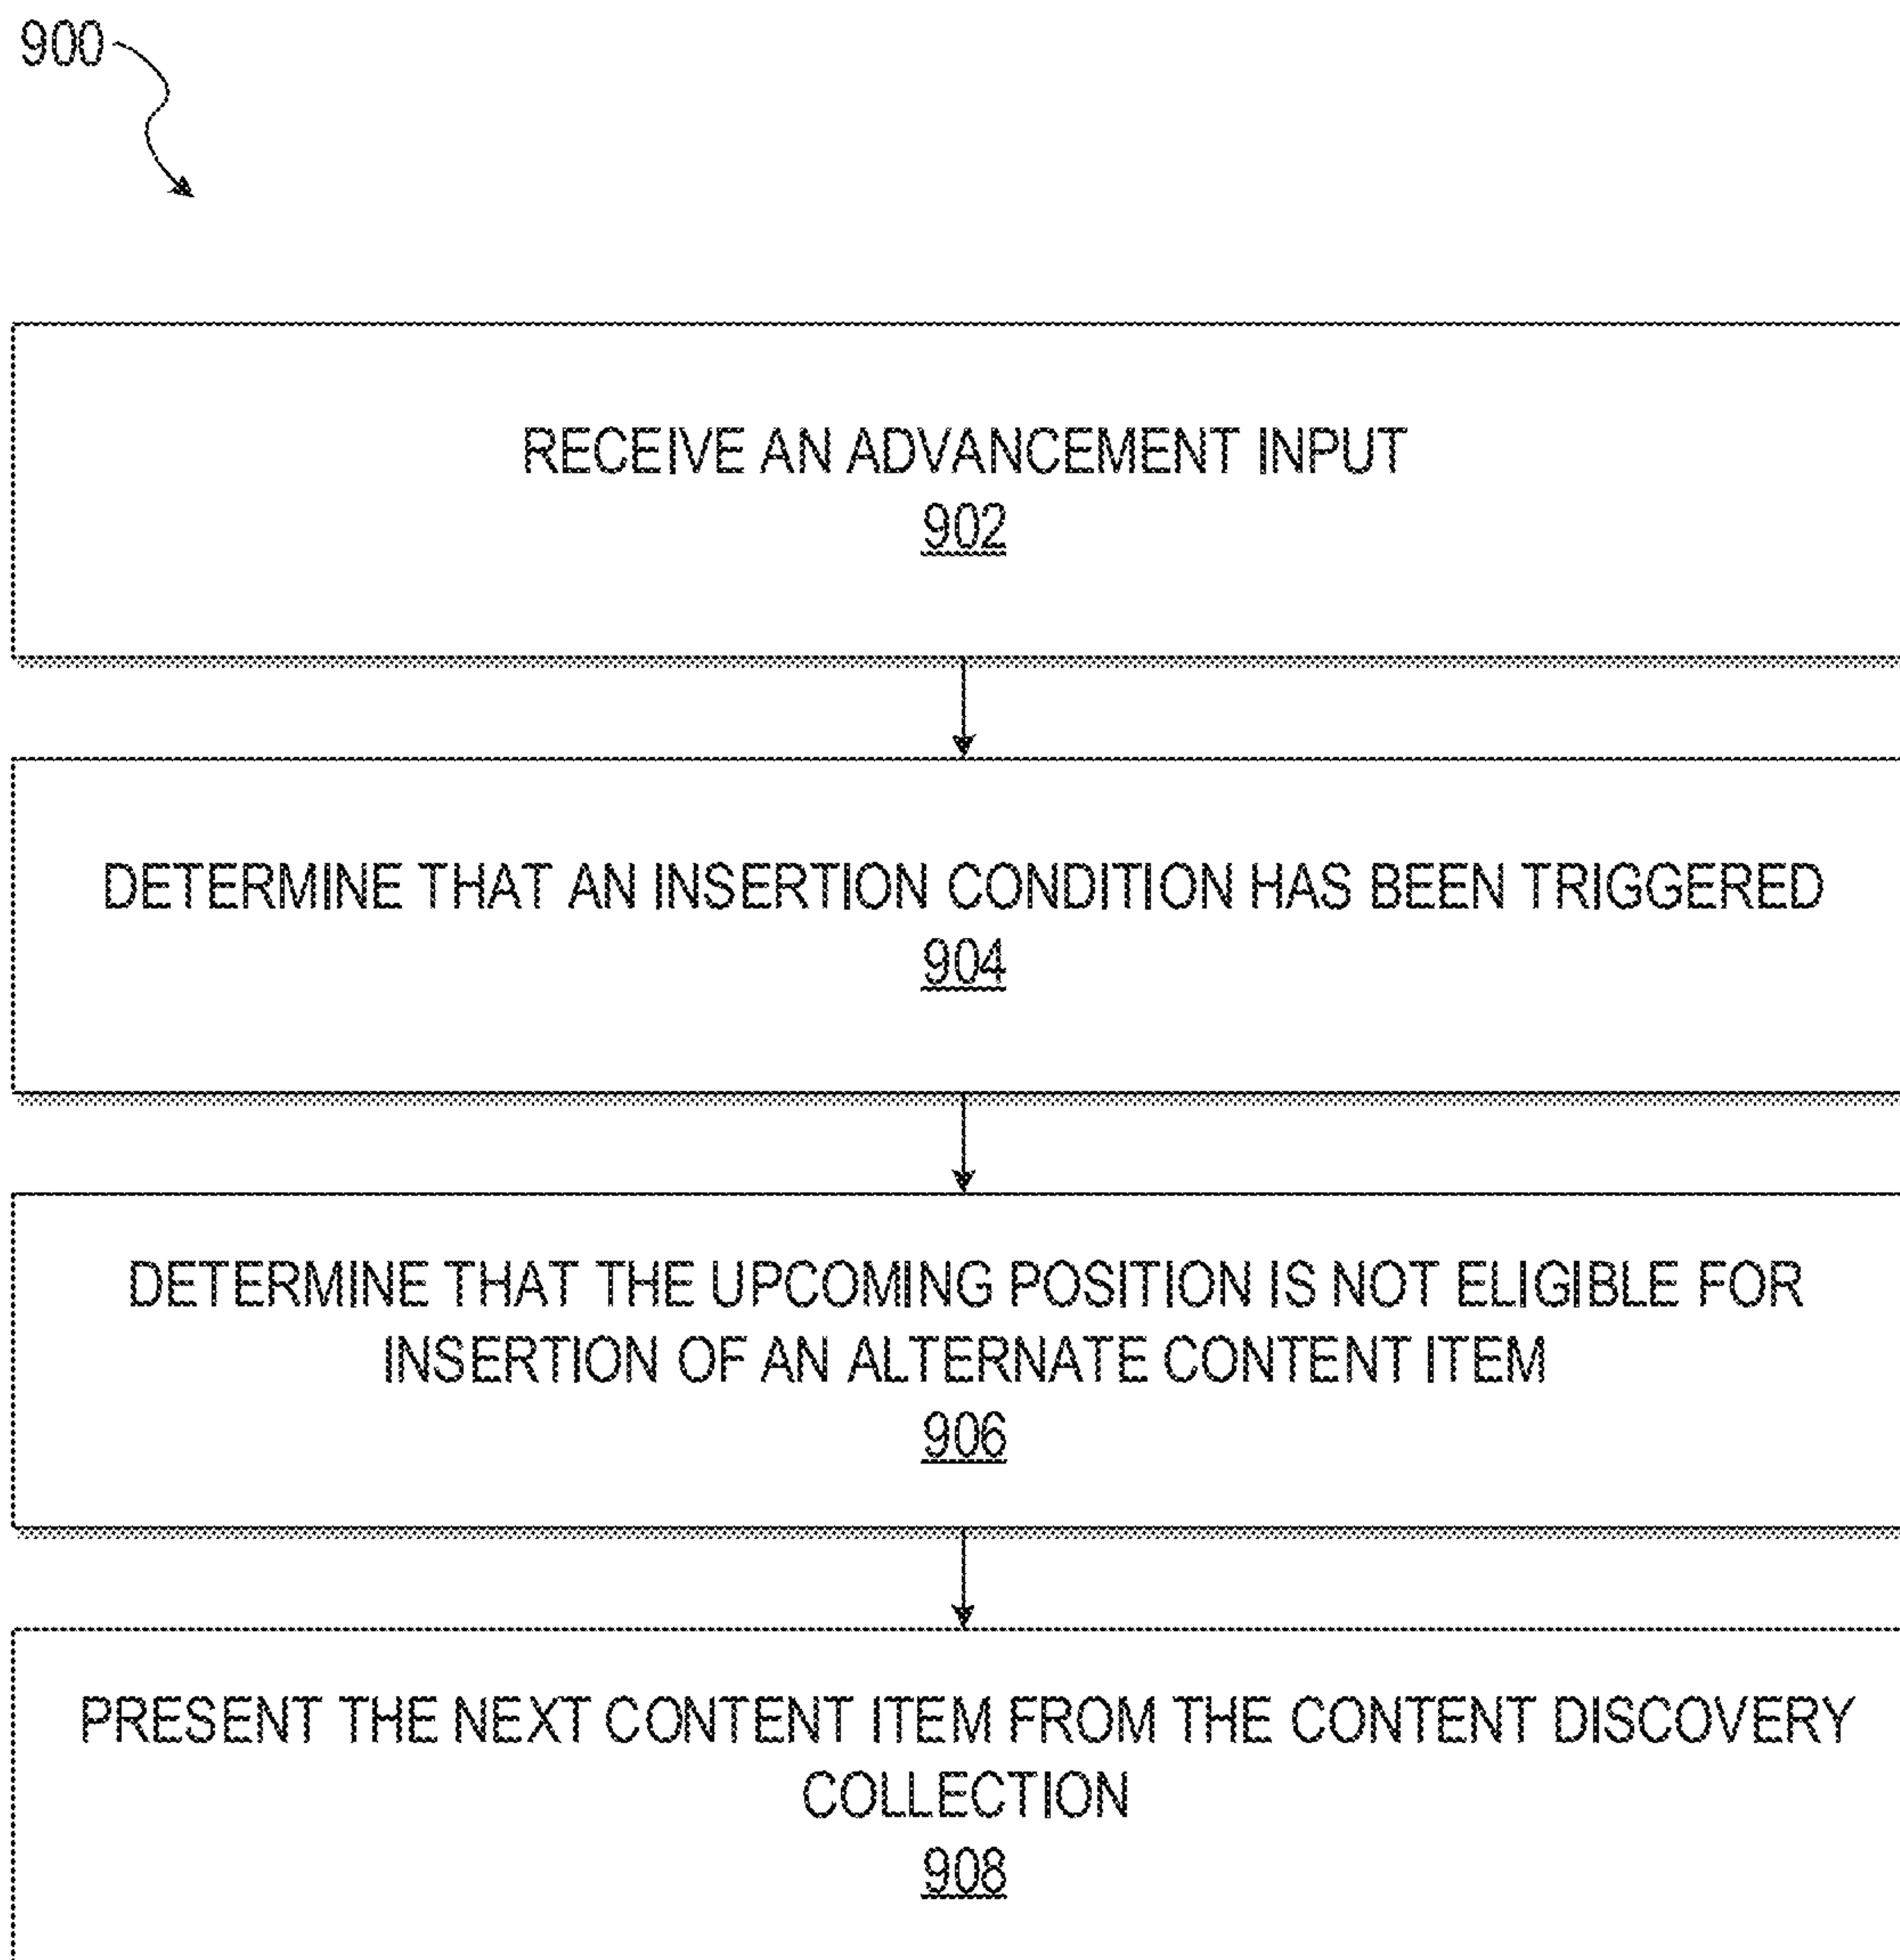 900
RECEIVE AN ADVANCEMENT INPUT
902
DETERMINE THAT AN INSERTION CONDITION HAS BEEN TRIGGERED
904
DETERMINE THAT THE UPCOMING POSITION IS NOT ELIGIBLE FOR
INSERTION OF AN ALTERNATE CONTENT ITEM
906
PRESENT THE NEXT CONTENT ITEM FROM THE CONTENT DISCOVERY
COLLECTION
908